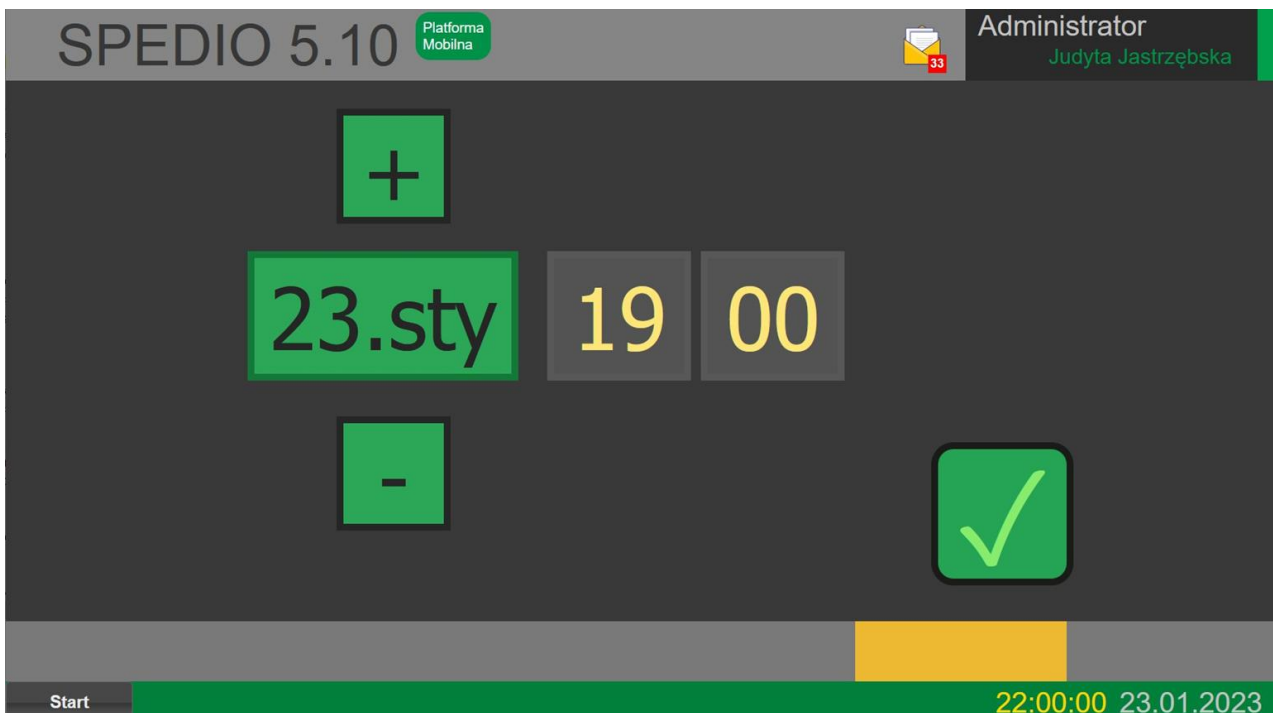 SPEDIO 5.10
Platforma
Mobilna
33
Administrator
Judyta Jastrzębska
+
23.sty 19 00
-
Start
22:00:00 23.01.2023